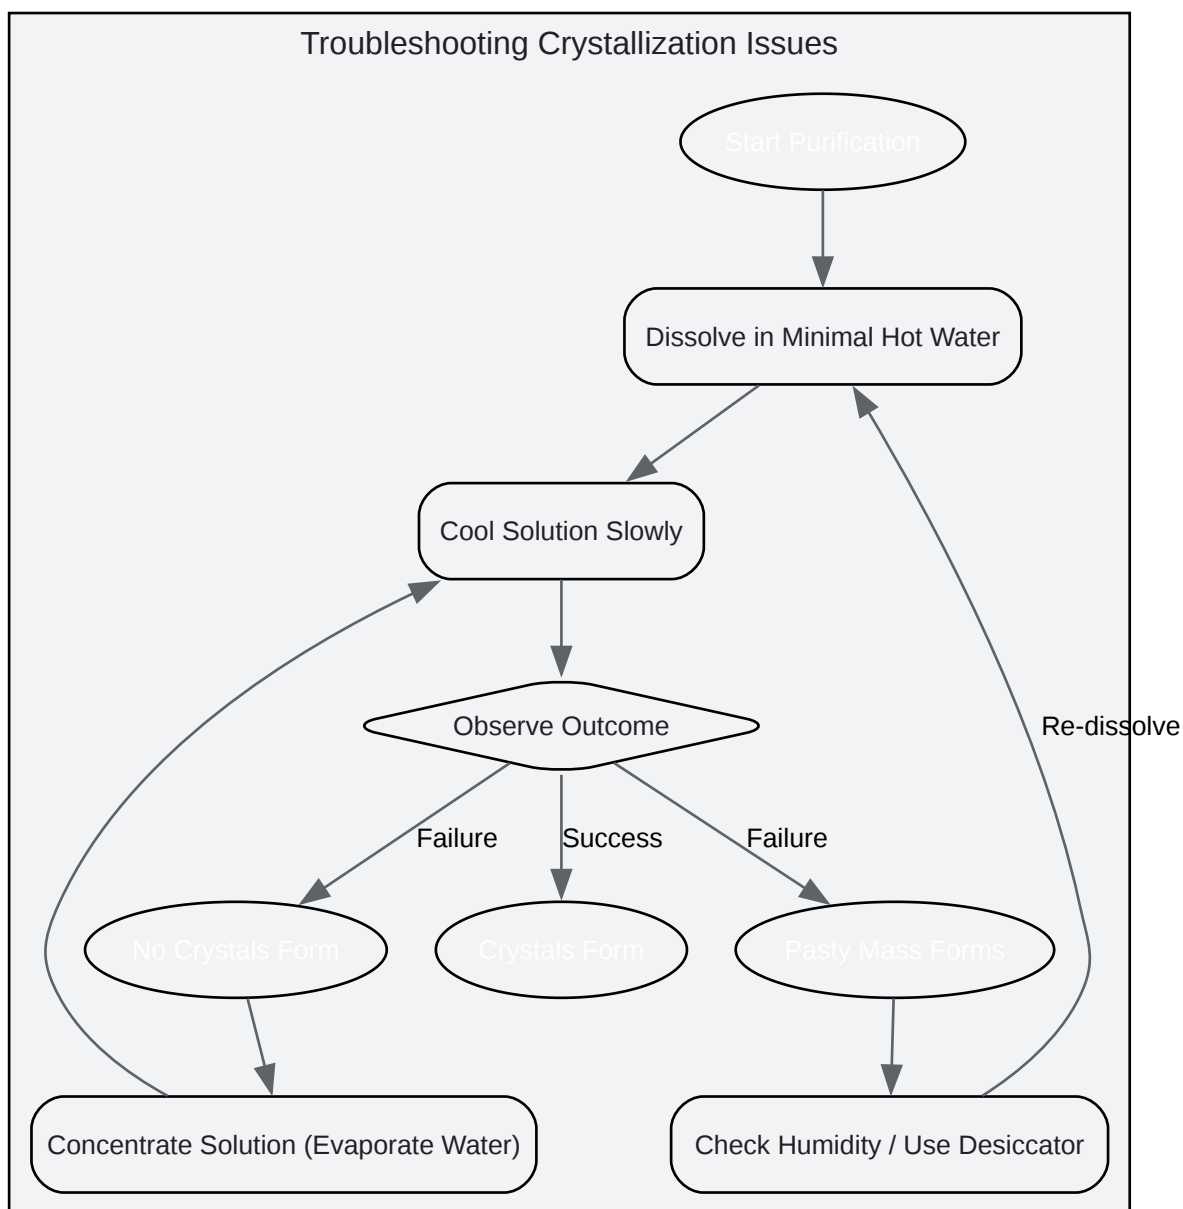 Troubleshooting Crystallization Issues
Start Purification
Dissolve in Minimal Hot Water
Cool Solution Slowly
Observe Outcome
Re-dissolve
Failure
Success
Failure
No Crystals Form
Crystals Form
Pasty Mass Forms
Concentrate Solution (Evaporate Water)
Check Humidity / Use Desiccator